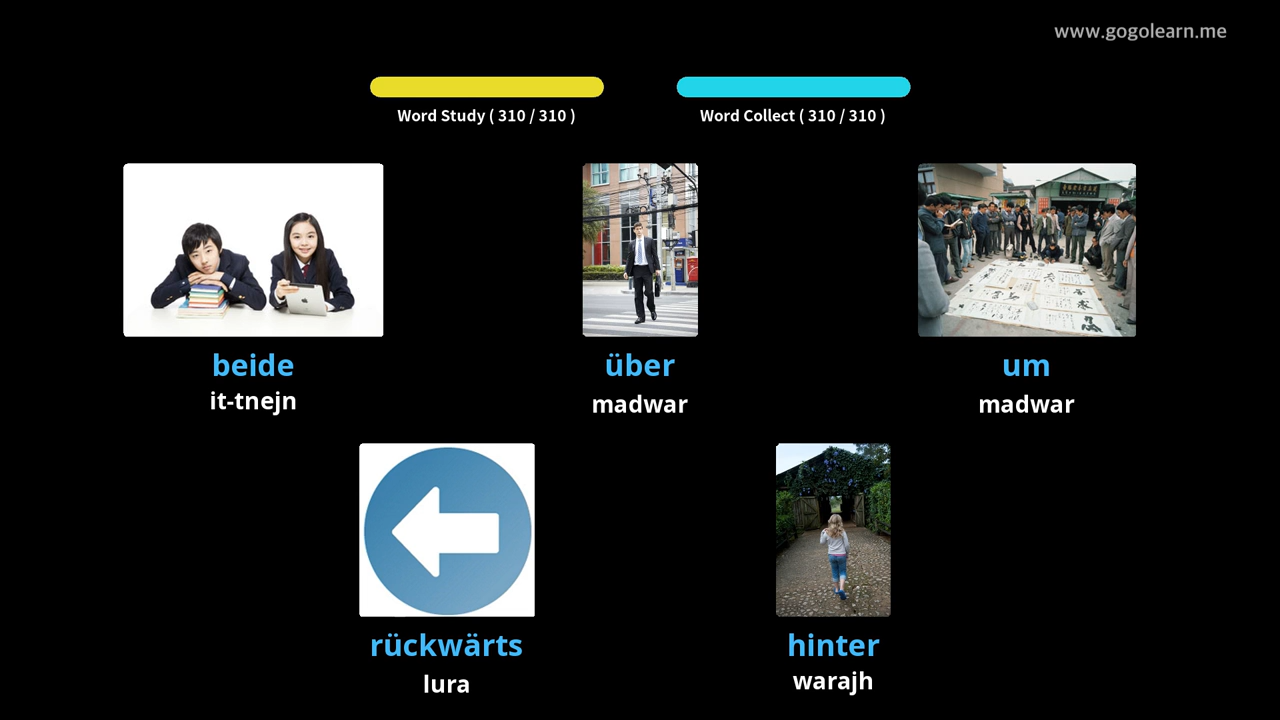 www.gogolearn.me
Word Study ( 310 / 310 )
Word Collect ( 310 / 310 )
beide
it-tnejn
über
madwar
um
madwar
rückwärts
lura
hinter
warajh